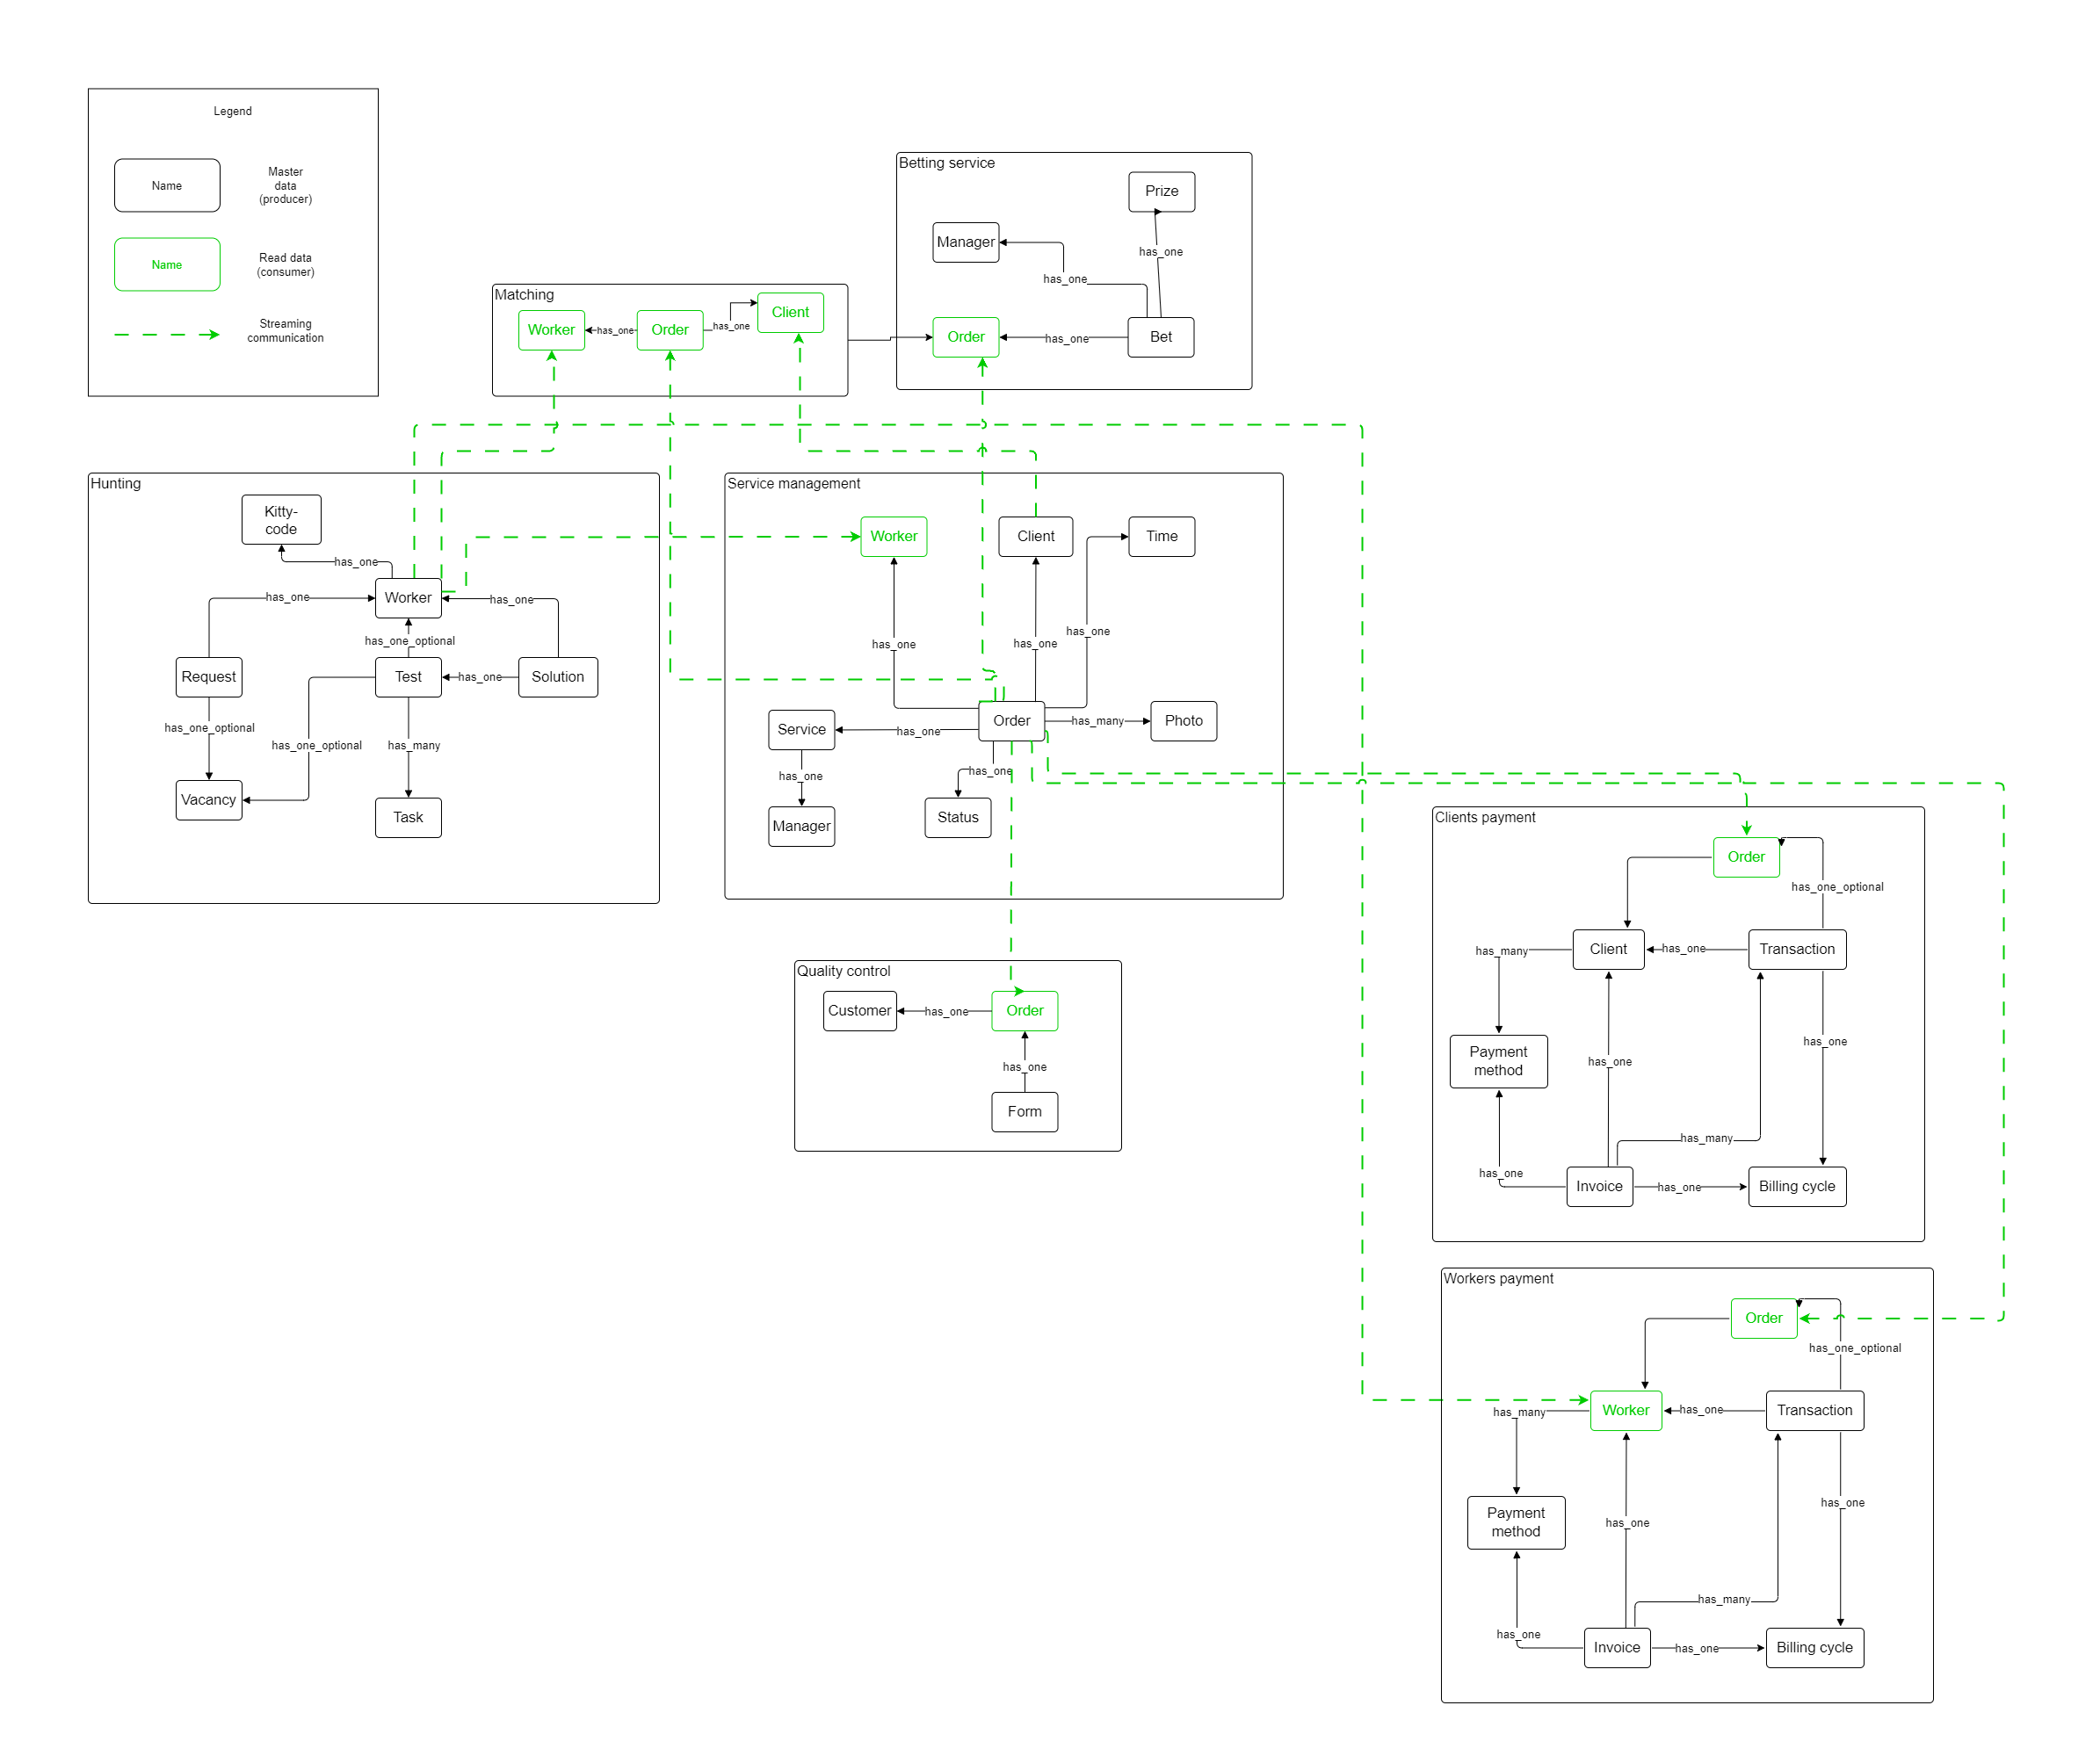 Legend
Name
Master
data
(producer)
Name
Read data
(consumer)
Streaming
communication
Betting service
Prize
Manager
has_one
has_one
Order
has_one
Bet
Matching
Worker
has_one
Order
has_one
Client
Hunting
Kitty-
code
has_one
has_one
Worker
has_one
has_one_optional
Request
Test
has_one
Solution
has_one_optional
has_one_optional
has_many
Vacancy
Task
Service management
Worker
Client
Time
has_one
has_one
has_one
Service
has_one
Order
has_many
Photo
has_one
has_one
Manager
Status
Quality control
Customer
has_one
Order
has_one
Form
Clients payment
Order
has_one_optional
has_many
Client
has_one
Transaction
Payment
method
has_one
has_one
has_many
has_one
Invoice
has_one
Billing cycle
Workers payment
Order
has_one_optional
has_many
Worker
has_one
Transaction
Payment
method
has_one
has_one
has_many
has_one
Invoice
has_one
Billing cycle